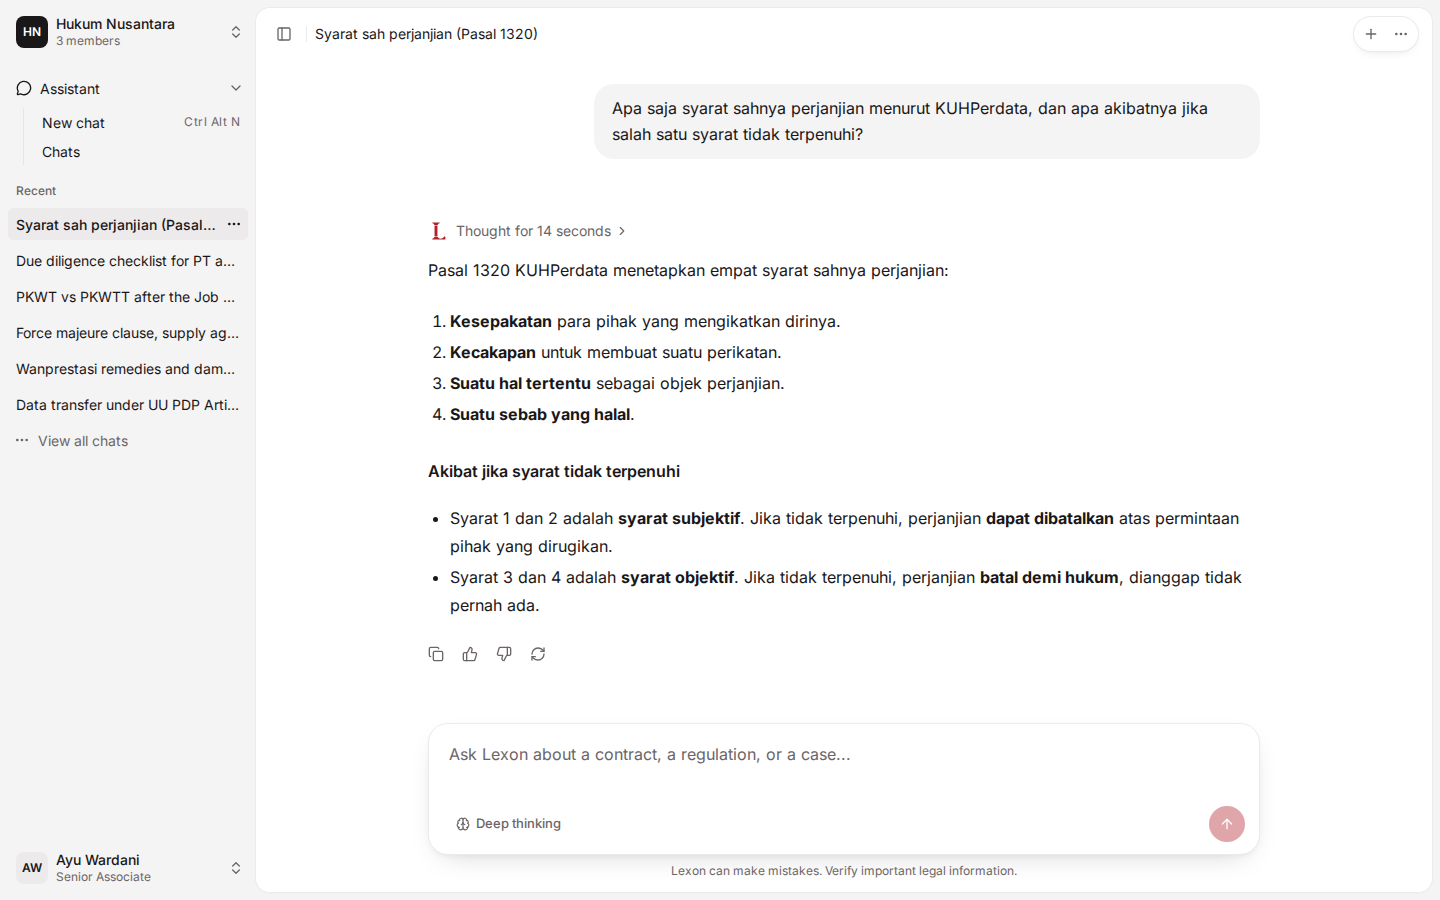 HN
Hukum Nusantara
3 members
Assistant
New chat
Ctrl Alt N
Chats
Recent
Syarat sah perjanjian (Pasal...
Due diligence checklist for PT a...
PKWT vs PKWTT after the Job ...
Force majeure clause, supply ag...
Wanprestasi remedies and dam...
Data transfer under UU PDP Arti...
View all chats
AW
Ayu Wardani
Senior Associate
Syarat sah perjanjian (Pasal 1320)
Apa saja syarat sahnya perjanjian menurut KUHPerdata, dan apa akibatnya jika
salah satu syarat tidak terpenuhi?
L
Thought for 14 seconds
Pasal 1320 KUHPerdata menetapkan empat syarat sahnya perjanjian:
1. Kesepakatan para pihak yang mengikatkan dirinya.
2. Kecakapan untuk membuat suatu perikatan.
3. Suatu hal tertentu sebagai objek perjanjian.
4. Suatu sebab yang halal.
Akibat jika syarat tidak terpenuhi
• Syarat 1 dan 2 adalah syarat subjektif. Jika tidak terpenuhi, perjanjian dapat dibatalkan atas permintaan
pihak yang dirugikan.
• Syarat 3 dan 4 adalah syarat objektif. Jika tidak terpenuhi, perjanjian batal demi hukum, dianggap tidak
pernah ada.
Ask Lexon about a contract, a regulation, or a case...
Deep thinking
Lexon can make mistakes. Verify important legal information.